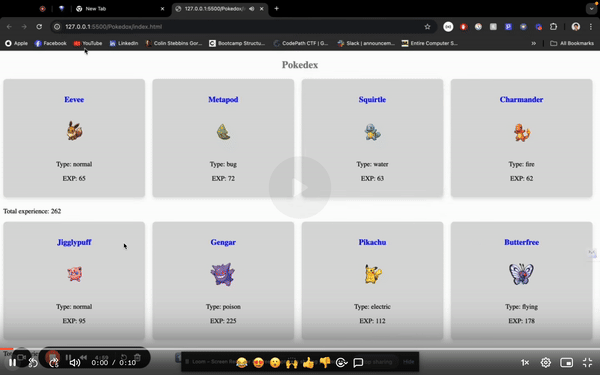 New Tab
127.0.0.1:5500/Pokedex/
127.0.0.1:5500/Pokedex/index.html
Apple Facebook YouTube LinkedIn Colin Stebbins Gor... Bootcamp Structu... CodePath CTF | G... Slack | announcem... Entire Computer S... » All Bookmarks
Pokedex
Eevee Metapod Squirtle Charmander
Type: normal Type: bug Type: water Type: fire
EXP: 65 EXP: 72 EXP: 63 EXP: 62
Total experience: 262
Jigglypuff Gengar Pikachu Butterfree
Type: normal Type: poison Type: electric Type: flying
EXP: 95 EXP: 225 EXP: 112 EXP: 178
0:00 / 0:10 1×
Hide